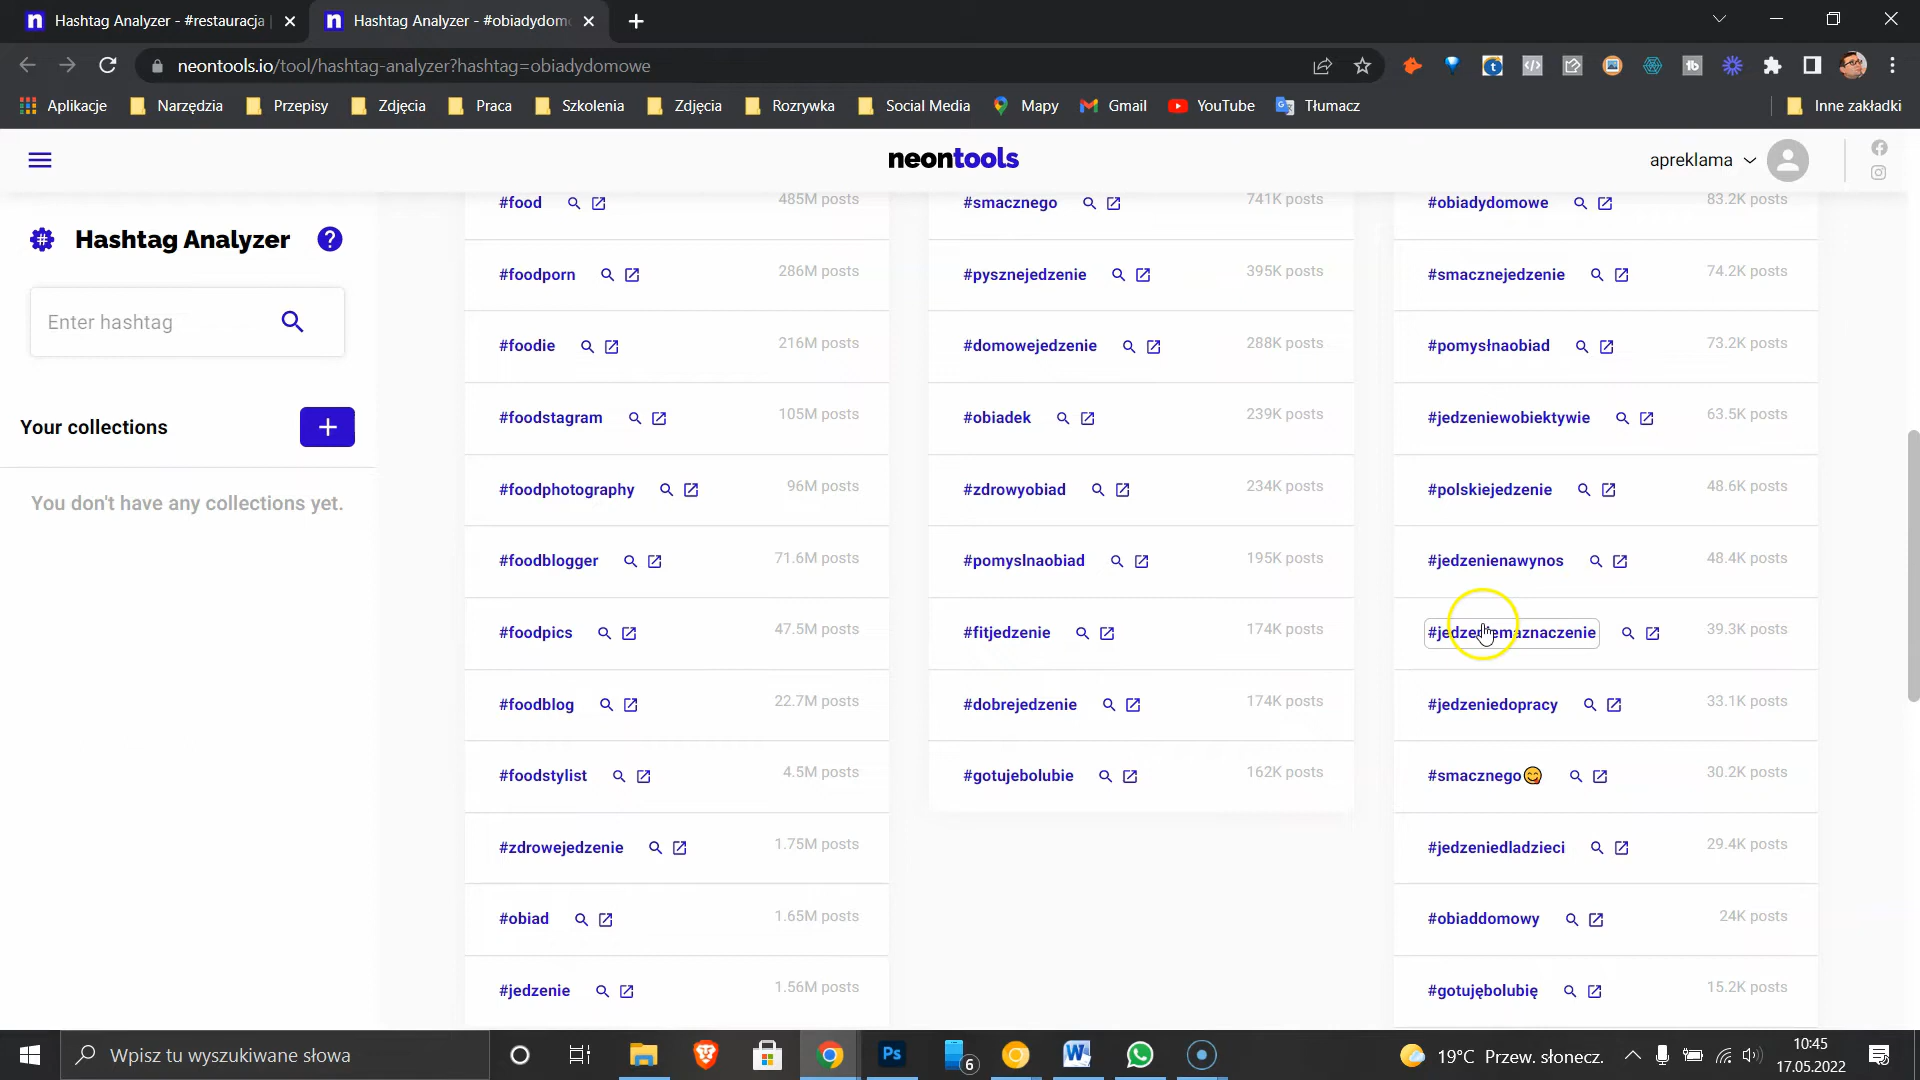 Hashtag Analyzer - #restauracja
Hashtag Analyzer - #obiadydom
neontools.io/tool/hashtag-analyzer?hashtag=obiadydomowe
Aplikacje Narzędzia Przepisy Zdjęcia Praca Szkolenia Zdjęcia Rozrywka Social Media Mapy Gmail YouTube Tłumacz Inne zakładki
neontools
apreklama
Hashtag Analyzer ?
Enter hashtag
Your collections +
You don't have any collections yet.
#food 485M posts
#foodporn 286M posts
#foodie 216M posts
#foodstagram 105M posts
#foodphotography 96M posts
#foodblogger 71.6M posts
#foodpics 47.5M posts
#foodblog 22.7M posts
#foodstylist 4.5M posts
#zdrowejedzenie 1.75M posts
#obiad 1.65M posts
#jedzenie 1.56M posts
#smacznego 741K posts
#pysznejedzenie 395K posts
#domowejedzenie 288K posts
#obiadek 239K posts
#zdrowyobiad 234K posts
#pomyslnaobiad 195K posts
#fitjedzenie 174K posts
#dobrejedzenie 174K posts
#gotujebolubie 162K posts
#obiadydomowe 83.2K posts
#smacznejedzenie 74.2K posts
#pomysłnaobiad 73.2K posts
#jedzeniewobiektywie 63.5K posts
#polskiejedzenie 48.6K posts
#jedzenienawynos 48.4K posts
#jedzeniemaznaczenie 39.3K posts
#jedzeniedopracy 33.1K posts
#smacznego😋 30.2K posts
#jedzeniedladzieci 29.4K posts
#obiaddomowy 24K posts
#gotujębolubię 15.2K posts
Wpisz tu wyszukiwane słowa
Ps
6
19°C Przew. słonecz.
10:45
17.05.2022